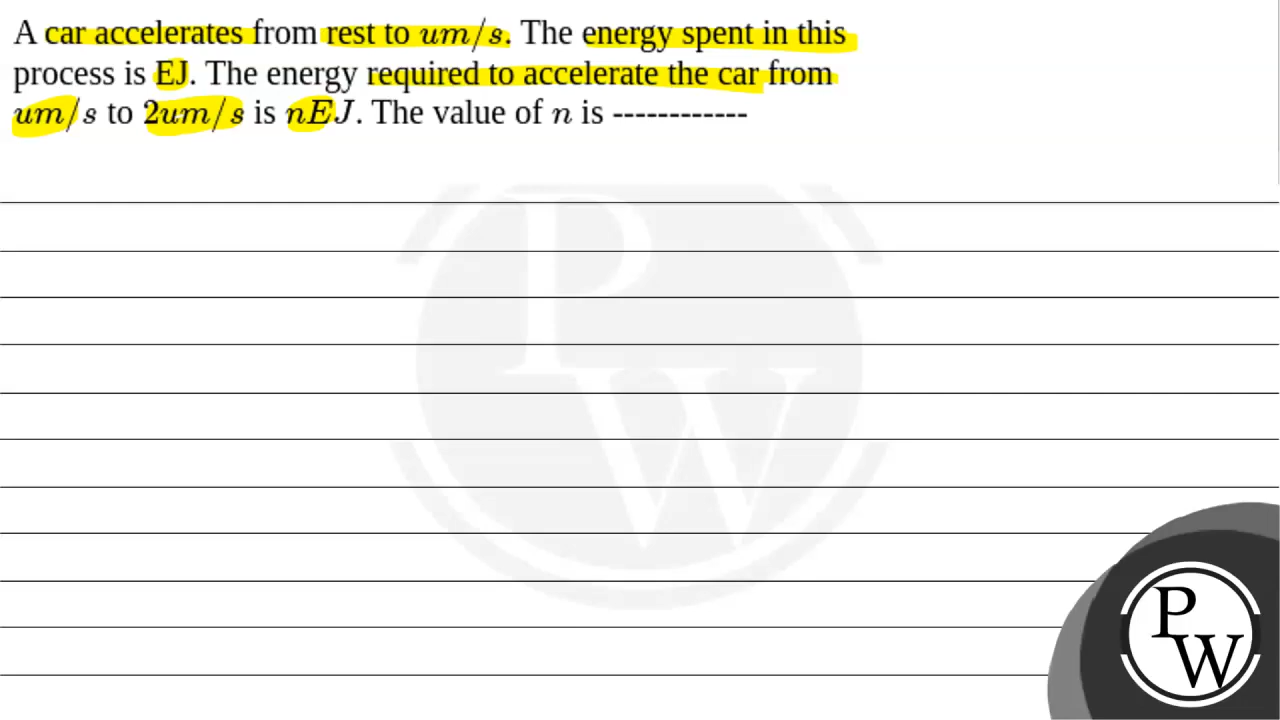 A car accelerates from rest to um/s. The energy spent in this
process is EJ. The energy required to accelerate the car from
um/s to 2um/s is nEJ. The value of n is ------------
P
W
P
W